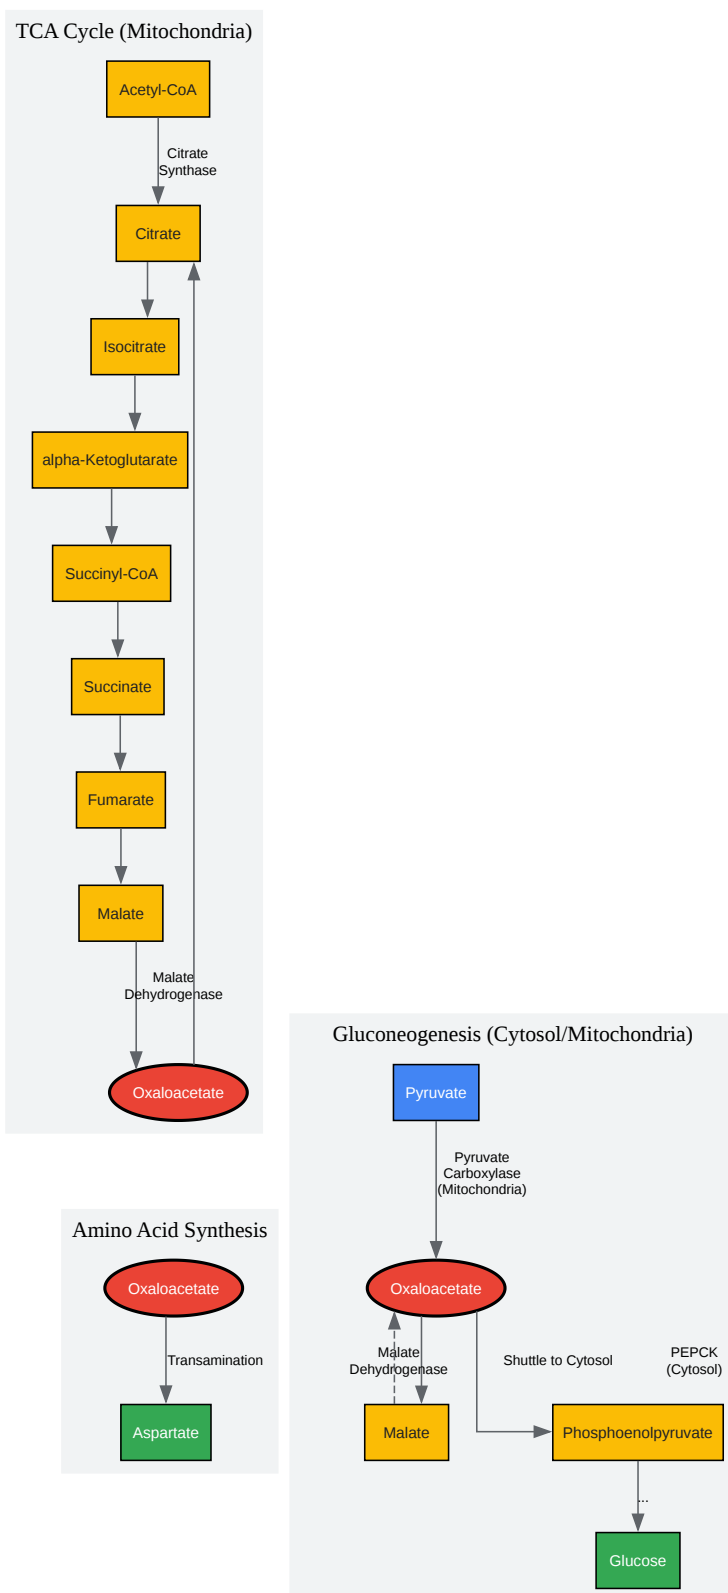 TCA Cycle (Mitochondria)
Acetyl-CoA
Citrate
Synthase
Citrate
Isocitrate
alpha-Ketoglutarate
Succinyl-CoA
Succinate
Fumarate
Malate
Malate
Dehydrogenase
Oxaloacetate
Gluconeogenesis (Cytosol/Mitochondria)
Pyruvate
Pyruvate
Carboxylase
(Mitochondria)
Oxaloacetate
Malate
Dehydrogenase
Shuttle to Cytosol
PEPCK
(Cytosol)
Malate
Phosphoenolpyruvate
...
Glucose
Amino Acid Synthesis
Oxaloacetate
Transamination
Aspartate